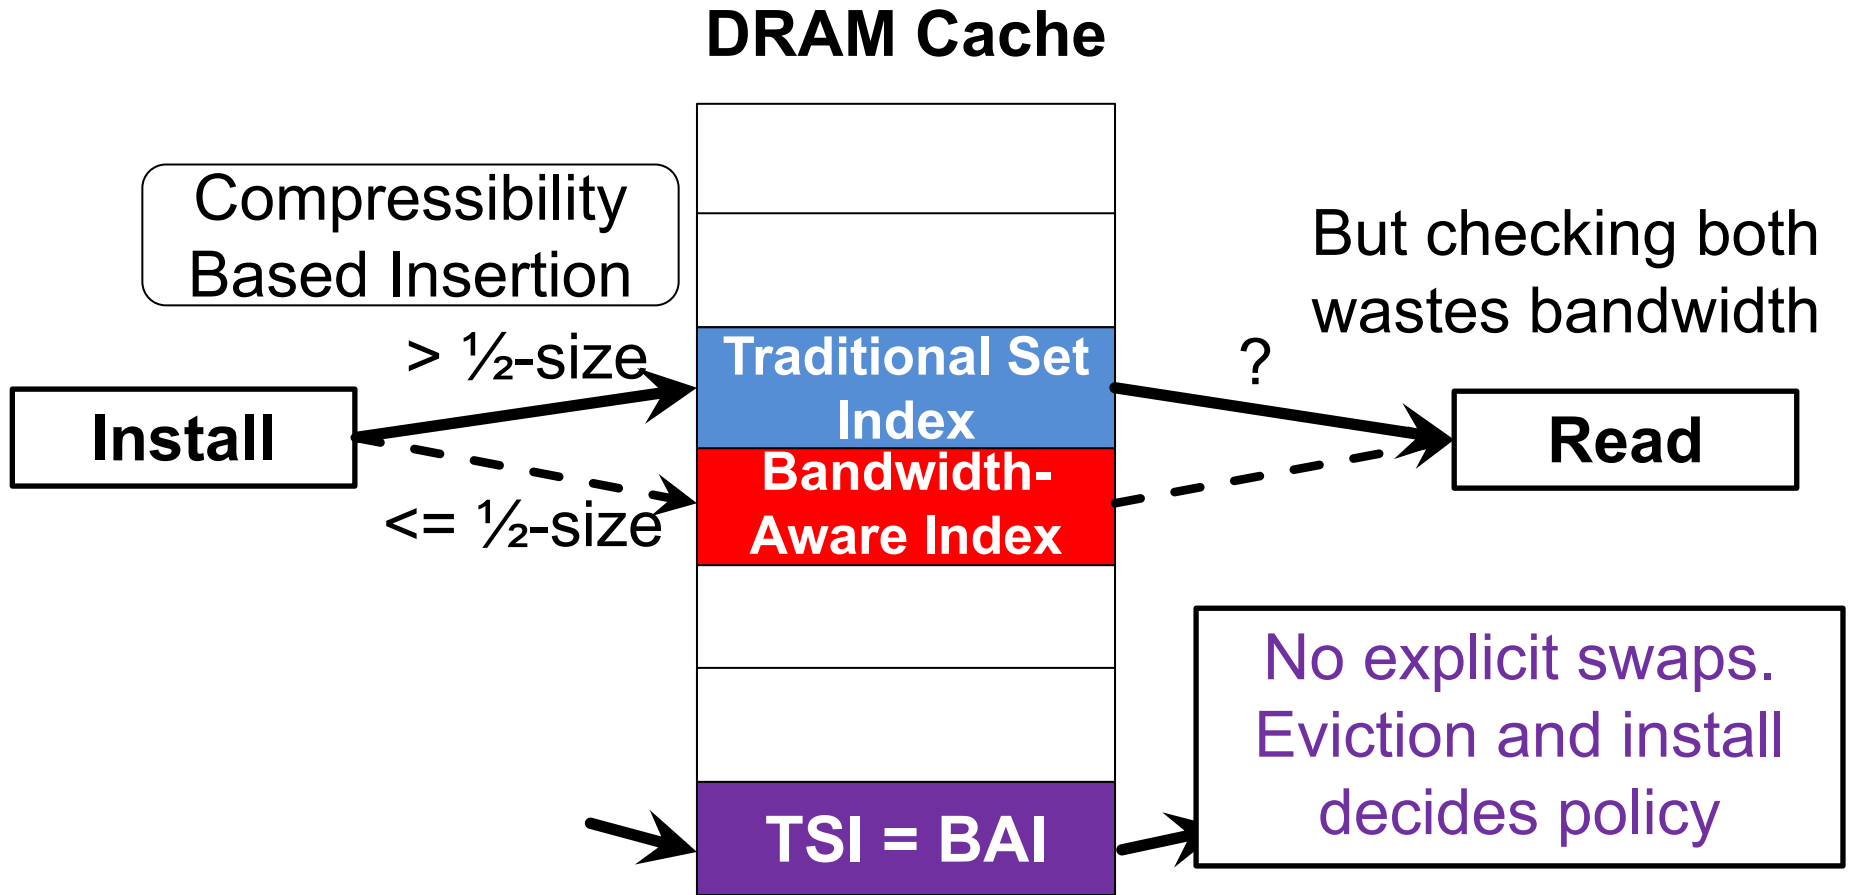 DRAM Cache
Compressibility
Based Insertion
> ½-size
Install
<= ½-size
Traditional Set
Index
Bandwidth-
Aware Index
But checking both
wastes bandwidth
?
Read
No explicit swaps.
Eviction and install
decides policy
TSI = BAI